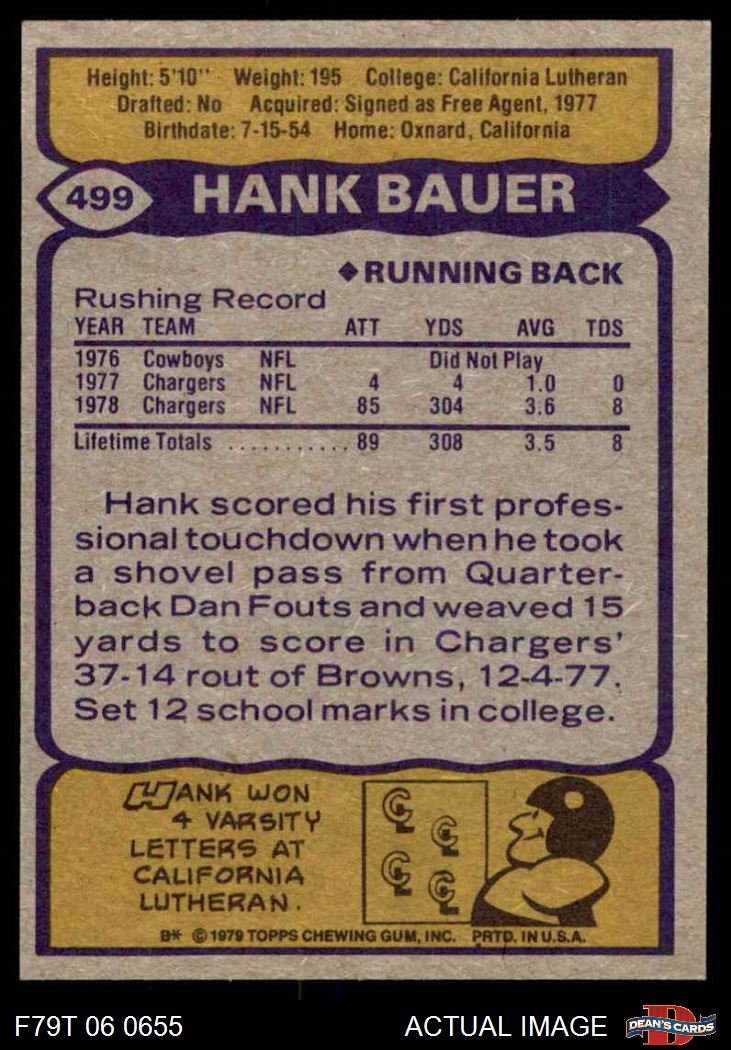 Height: 5'10" Weight: 195 College: California Lutheran
Drafted: No Acquired: Signed as Free Agent, 1977
Birthdate: 7-15-54 Home: Oxnard, California
499 HANK BAUER
◆RUNNING BACK
Rushing Record
YEAR TEAM ATT YDS AVG TDS
1976 Cowboys NFL Did Not Play
1977 Chargers NFL 4 4 1.0 0
1978 Chargers NFL 85 304 3.6 8
Lifetime Totals ........... 89 308 3.5 8
Hank scored his first profes-
sional touchdown when he took
a shovel pass from Quarter-
back Dan Fouts and weaved 15
yards to score in Chargers'
37-14 rout of Browns, 12-4-77.
Set 12 school marks in college.
HANK WON
4 VARSITY
LETTERS AT
CALIFORNIA
LUTHERAN.
CL
CL
CL
CL
B* © 1979 TOPPS CHEWING GUM, INC. PRTD. IN U.S.A.
F79T 06 0655 ACTUAL IMAGE
D
DEAN'S CARDS